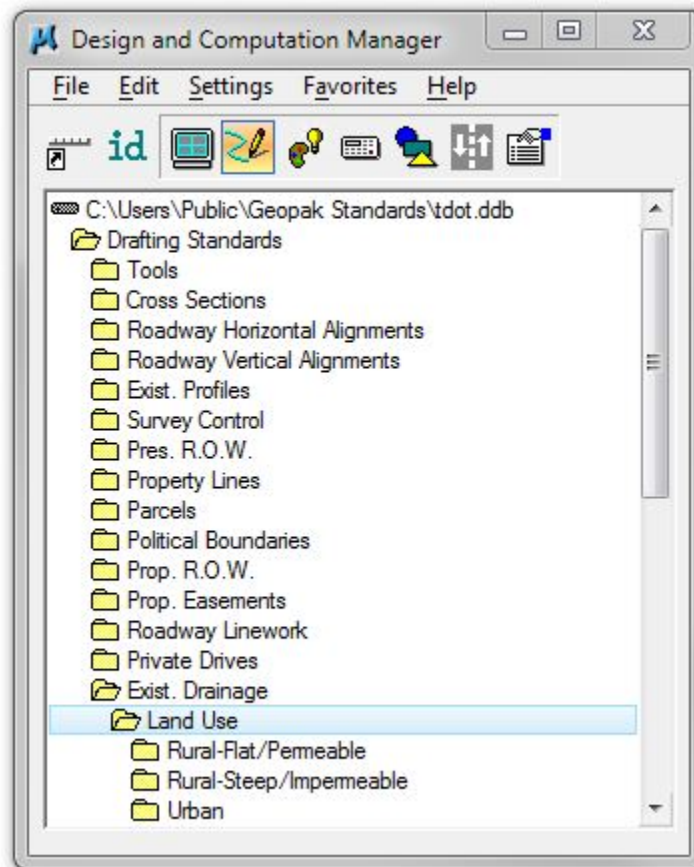 Design and Computation Manager
File Edit Settings Favorites Help
id
C:\Users\Public\Geopak Standards\tdot.ddb
Drafting Standards
Tools
Cross Sections
Roadway Horizontal Alignments
Roadway Vertical Alignments
Exist. Profiles
Survey Control
Pres. R.O.W.
Property Lines
Parcels
Political Boundaries
Prop. R.O.W.
Prop. Easements
Roadway Linework
Private Drives
Exist. Drainage
Land Use
Rural-Flat/Permeable
Rural-Steep/Impermeable
Urban